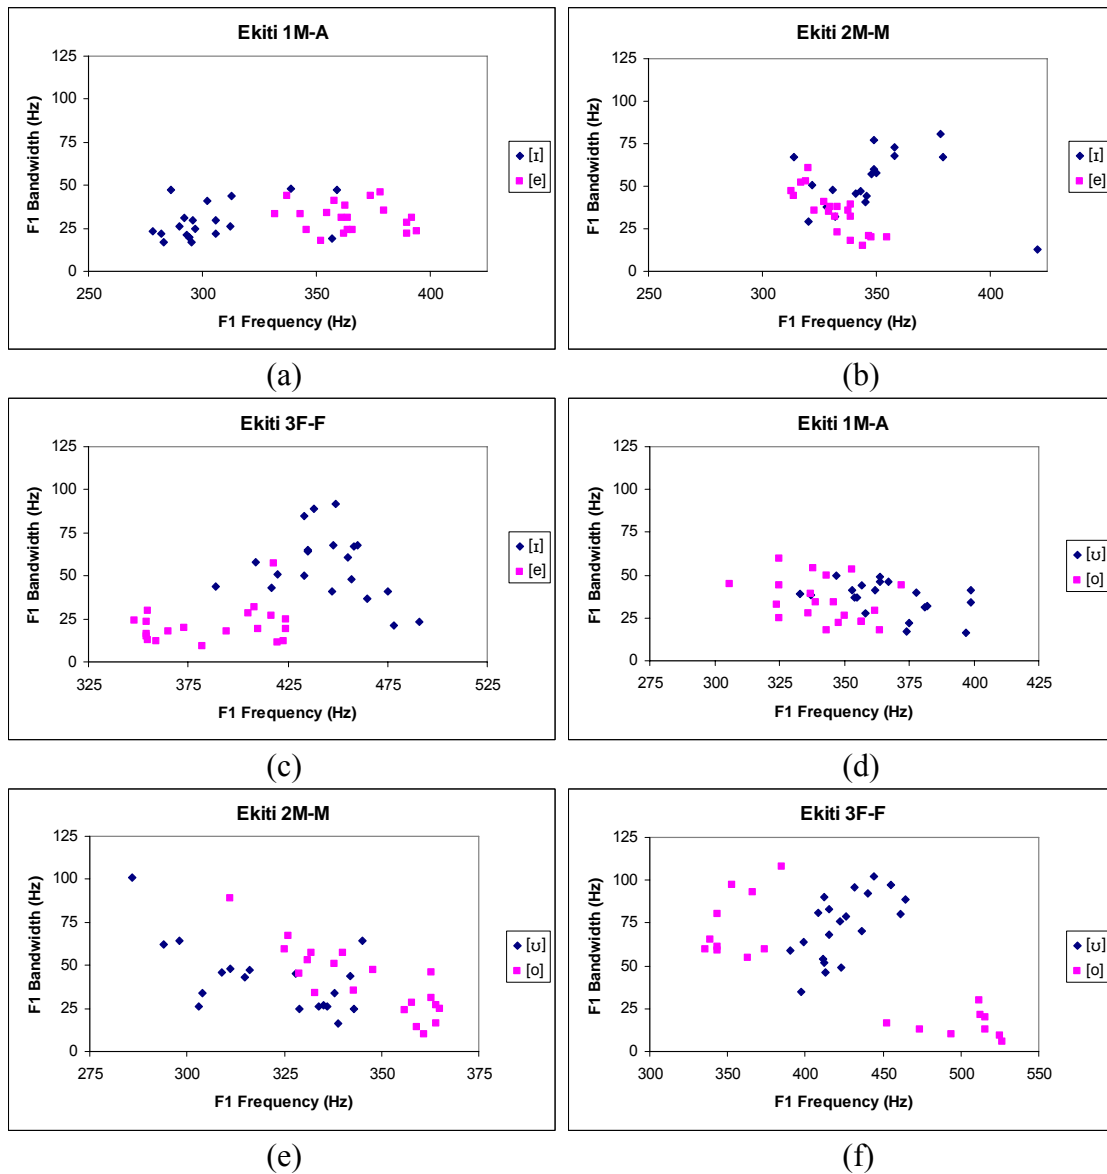 Ekiti 1M-A
F1 Bandwidth (Hz)
125
100
75
50
25
0
250 300 350 400
F1 Frequency (Hz)
[ɪ]
[e]
(a)
Ekiti 2M-M
F1 Bandwidth (Hz)
125
100
75
50
25
0
250 300 350 400
F1 Frequency (Hz)
[ɪ]
[e]
(b)
Ekiti 3F-F
F1 Bandwidth (Hz)
125
100
75
50
25
0
325 375 425 475 525
F1 Frequency (Hz)
[ɪ]
[e]
(c)
Ekiti 1M-A
F1 Bandwidth (Hz)
125
100
75
50
25
0
275 300 325 350 375 400 425
F1 Frequency (Hz)
[ʊ]
[o]
(d)
Ekiti 2M-M
F1 Bandwidth (Hz)
125
100
75
50
25
0
275 300 325 350 375
F1 Frequency (Hz)
[ʊ]
[o]
(e)
Ekiti 3F-F
F1 Bandwidth (Hz)
125
100
75
50
25
0
300 350 400 450 500 550
F1 Frequency (Hz)
[ʊ]
[o]
(f)